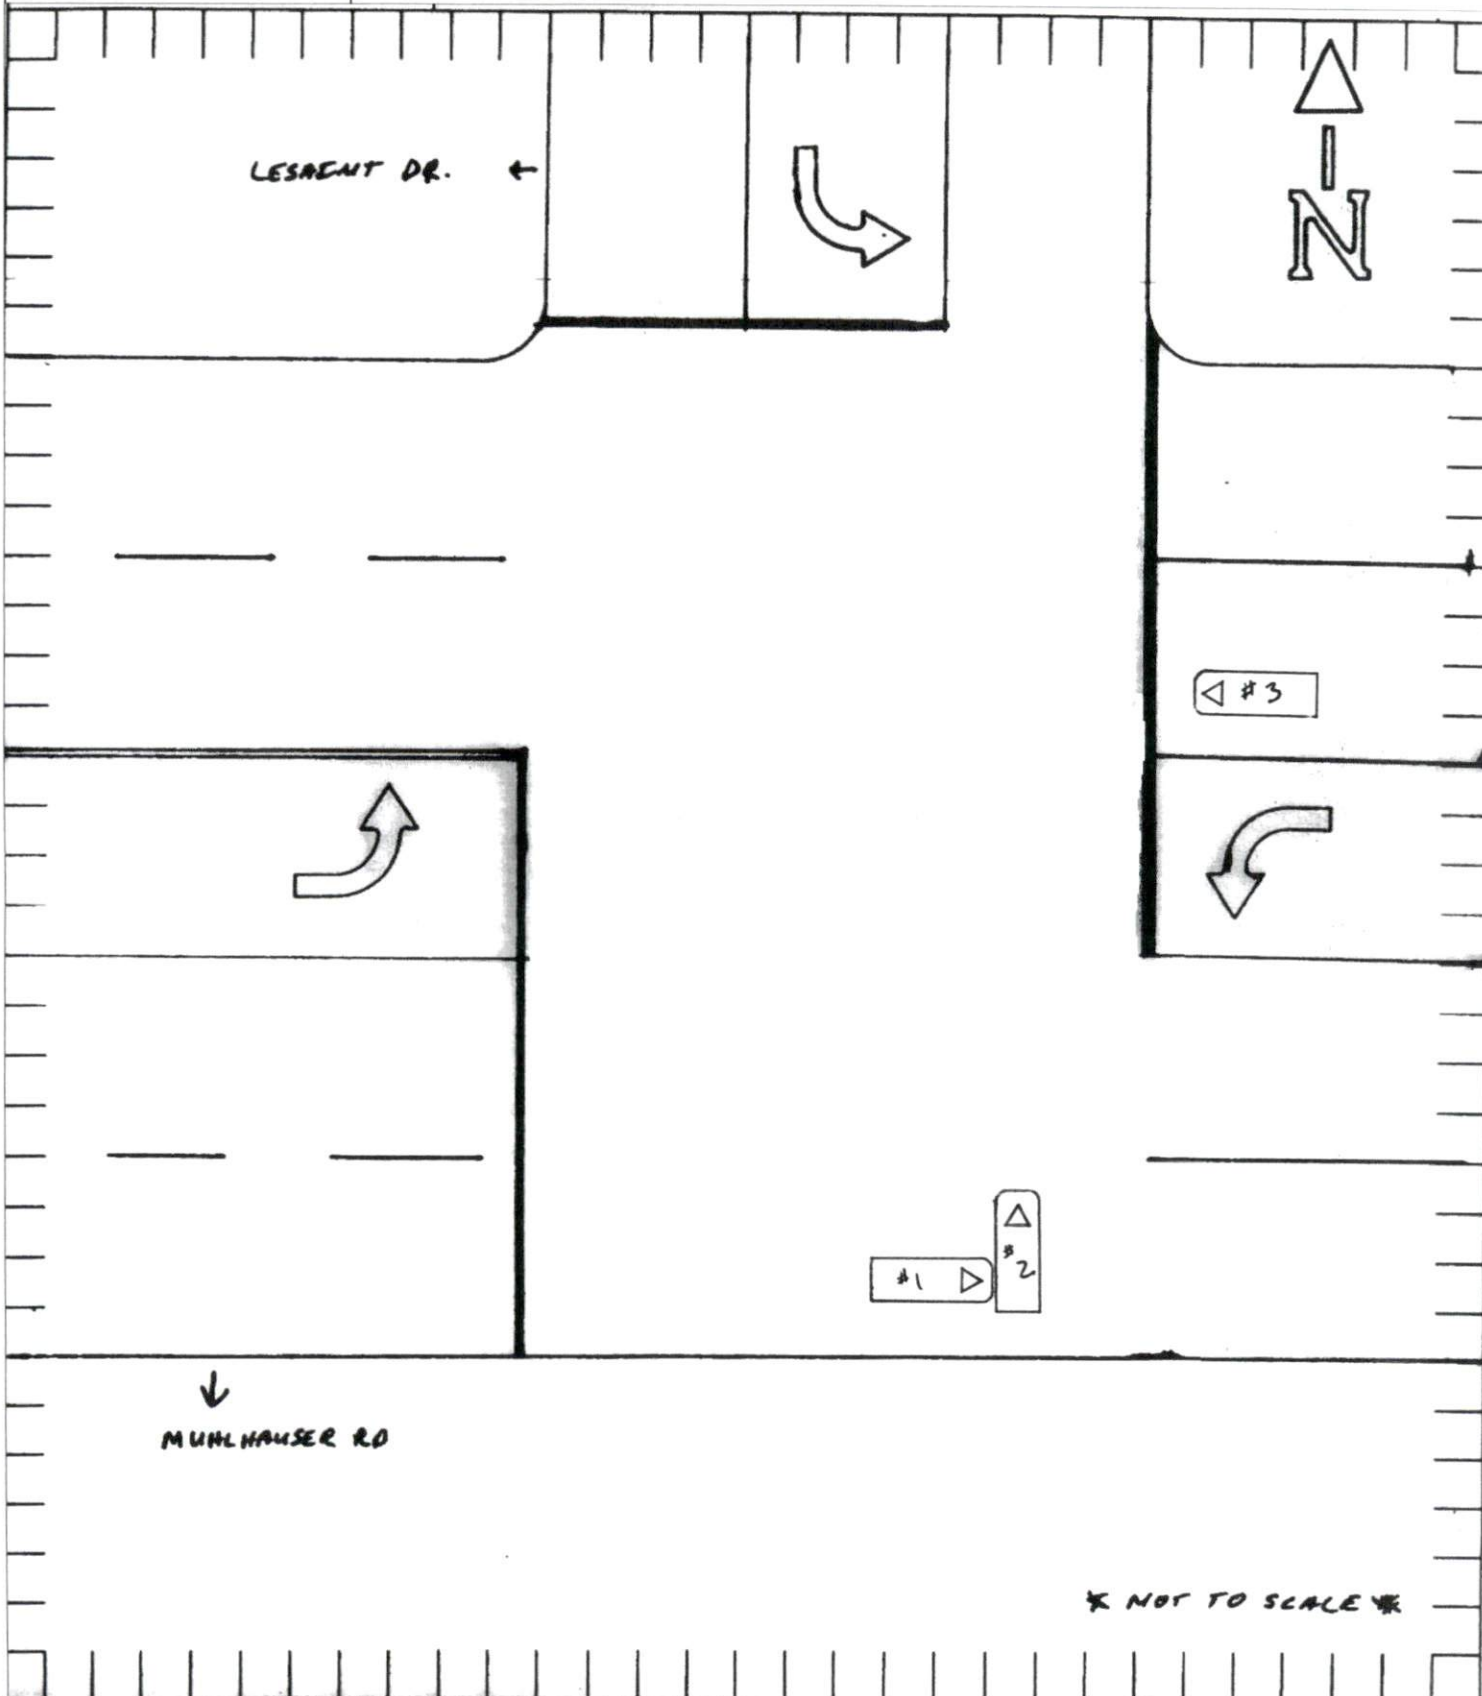 LESAINT DR. ←
N
#3
#2
#1
MUHLHAUSER RD
* NOT TO SCALE *